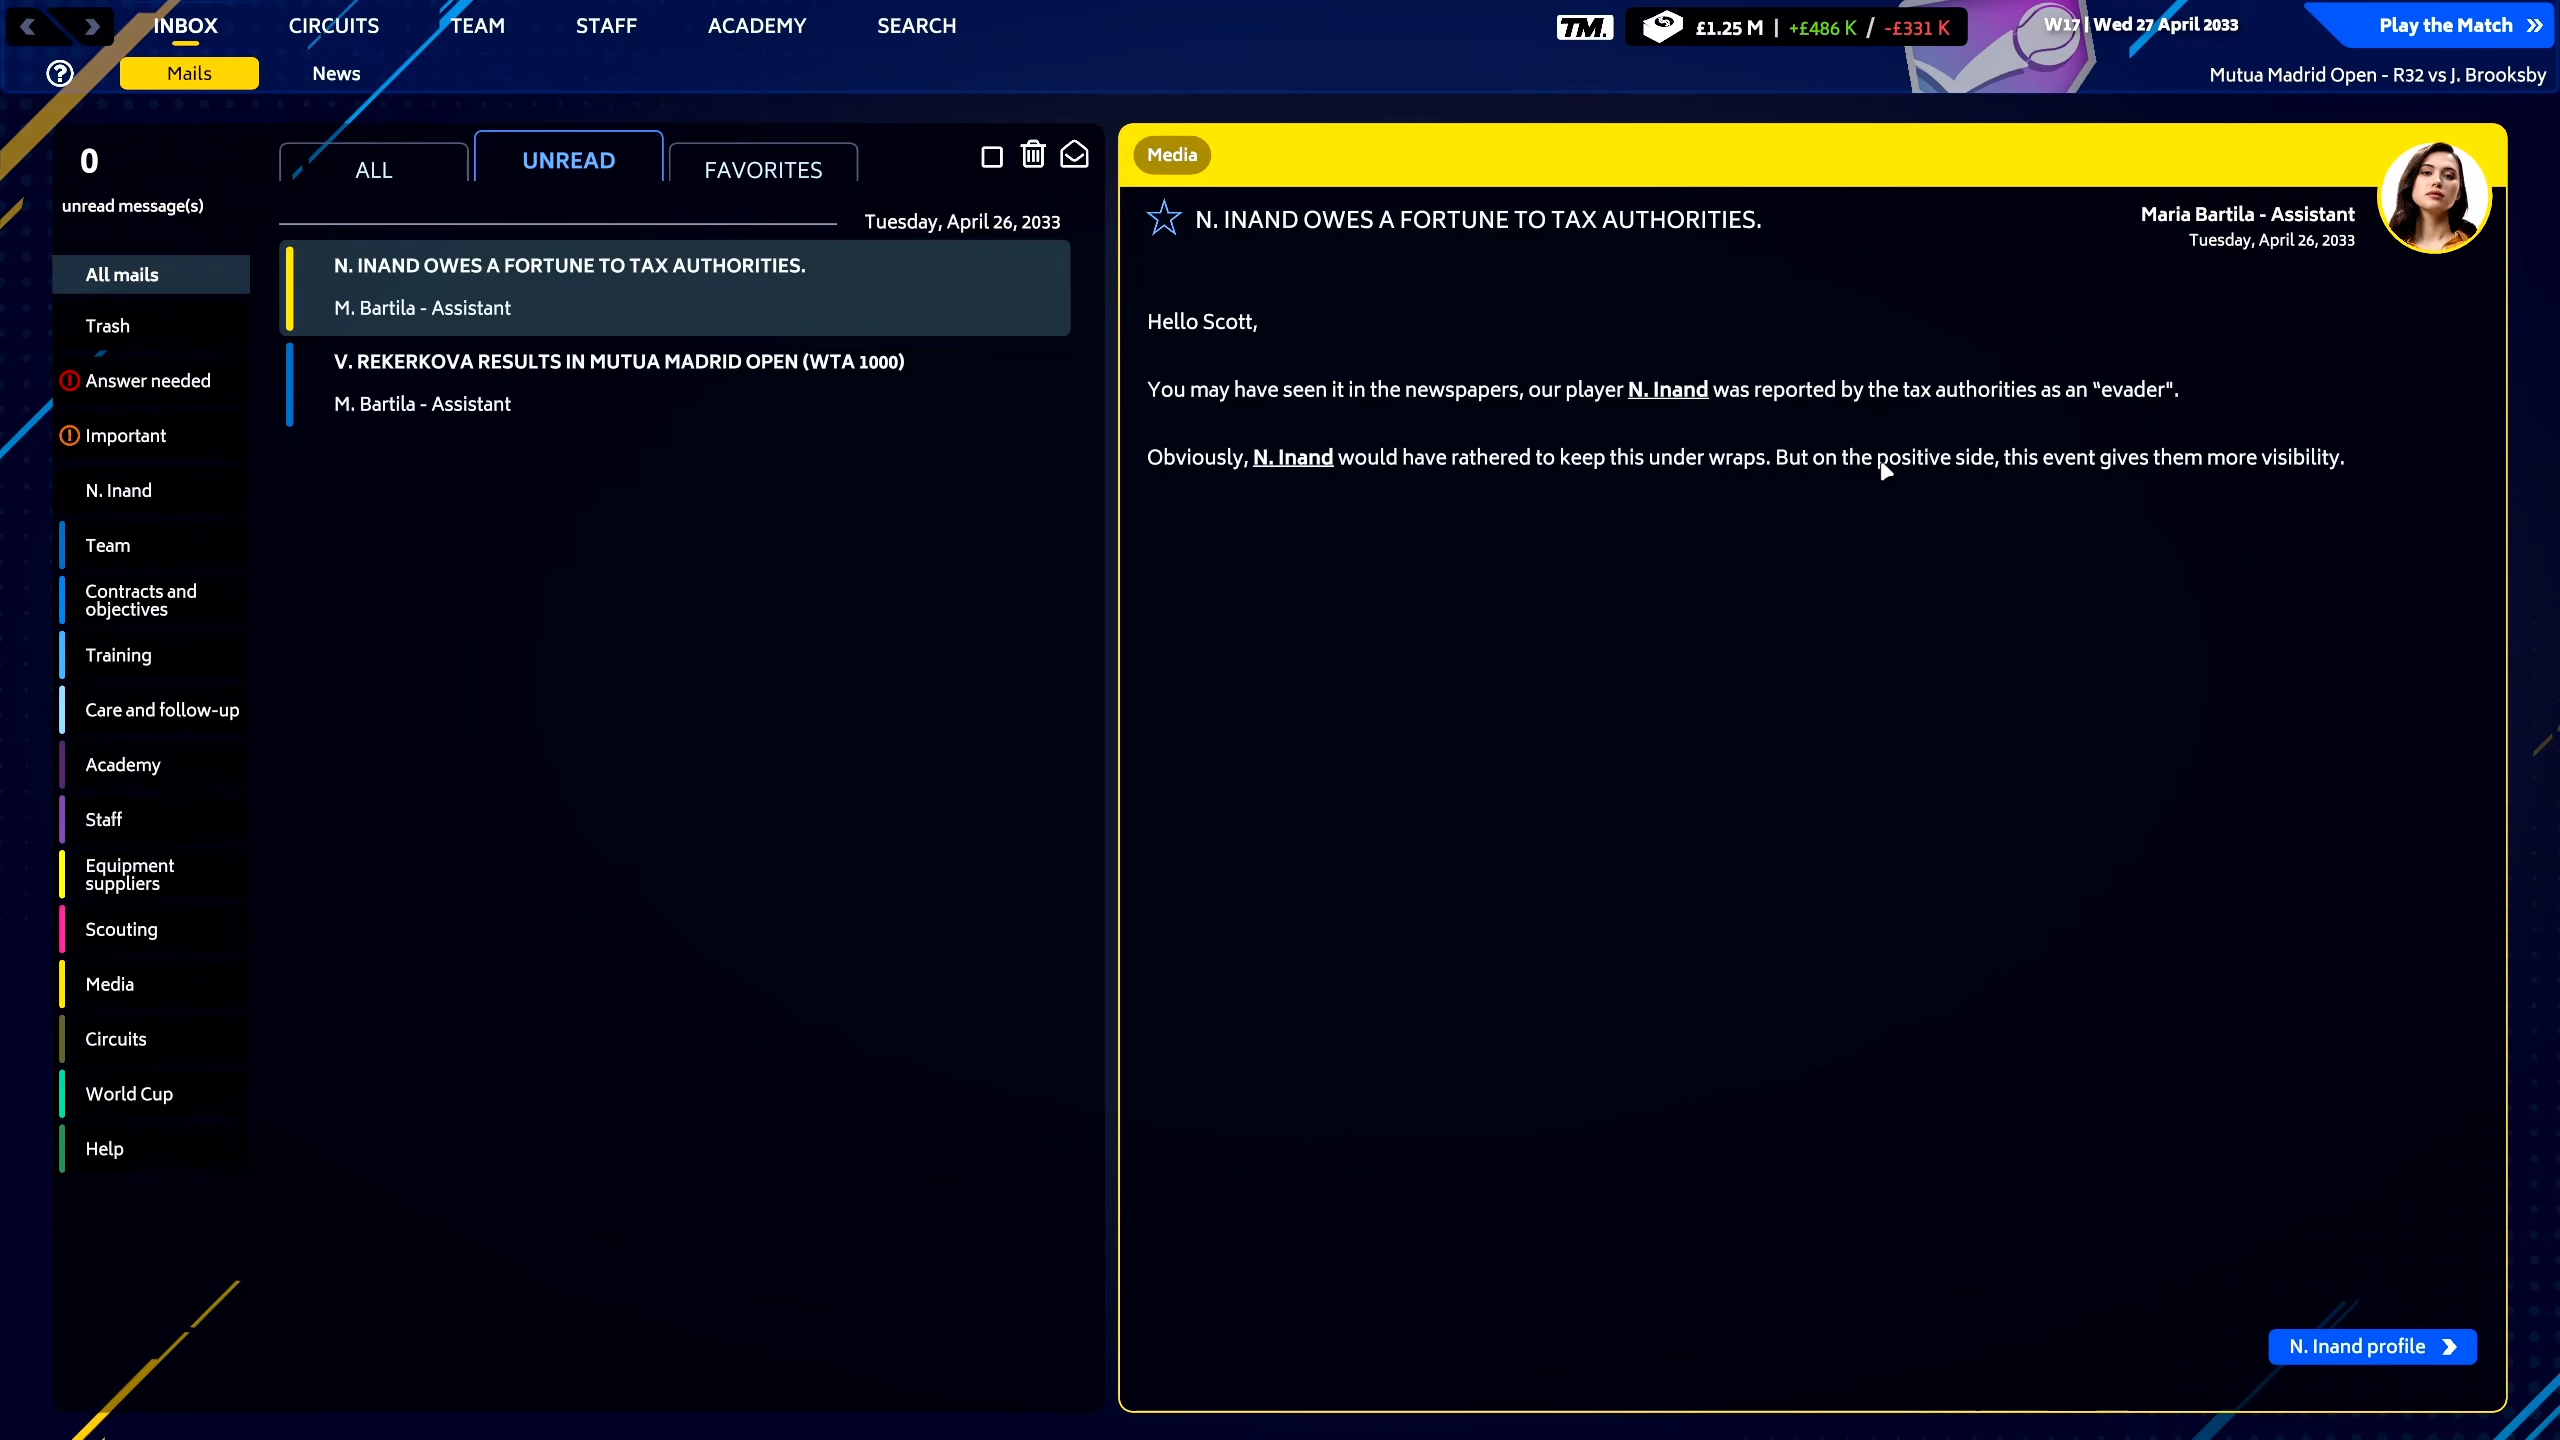 INBOX CIRCUITS TEAM STAFF ACADEMY SEARCH
TM. £1.25 M | +£486 K / -£331 K W17 | Wed 27 April 2033 Play the Match
Mails News Mutua Madrid Open - R32 vs J. Brooksby
0
unread message(s)
All mails
Trash
Answer needed
Important
N. Inand
Team
Contracts and
objectives
Training
Care and follow-up
Academy
Staff
Equipment
suppliers
Scouting
Media
Circuits
World Cup
Help
ALL UNREAD FAVORITES
Tuesday, April 26, 2033
N. INAND OWES A FORTUNE TO TAX AUTHORITIES.
M. Bartila - Assistant
V. REKERKOVA RESULTS IN MUTUA MADRID OPEN (WTA 1000)
M. Bartila - Assistant
Media
N. INAND OWES A FORTUNE TO TAX AUTHORITIES.
Maria Bartila - Assistant
Tuesday, April 26, 2033
Hello Scott,
You may have seen it in the newspapers, our player N. Inand was reported by the tax authorities as an “evader".
Obviously, N. Inand would have rathered to keep this under wraps. But on the positive side, this event gives them more visibility.
N. Inand profile